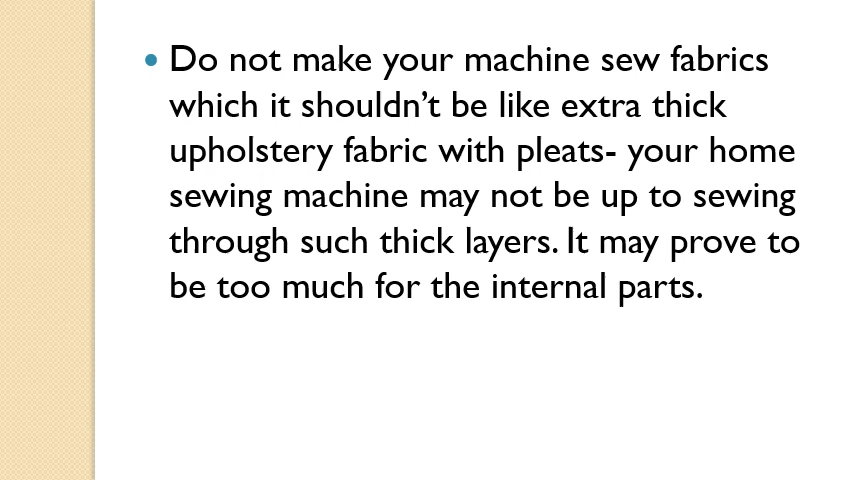 • Do not make your machine sew fabrics
which it shouldn’t be like extra thick
upholstery fabric with pleats- your home
sewing machine may not be up to sewing
through such thick layers. It may prove to
be too much for the internal parts.